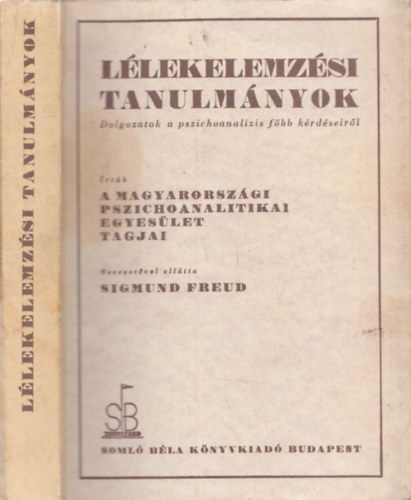 LÉLEKELEMZÉSI TANULMÁNYOK
LÉLEKELEMZÉSI
TANULMÁNYOK
Dolgozatok a pszichoanalízis főbb kérdéseiről
Írták
A MAGYARORSZÁGI
PSZICHOANALITIKAI
EGYESÜLET
TAGJAI
Bevezetővel ellátta
SIGMUND FREUD
SB
SOMLÓ BÉLA KÖNYVKIADÓ BUDAPEST